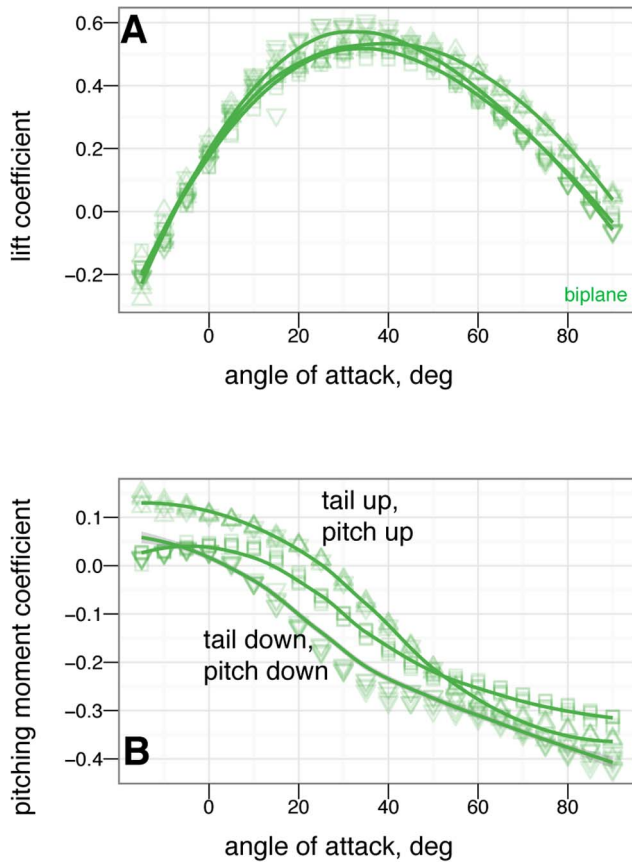 A
0.6
0.4
0.2
0.0
−0.2
lift coefficient
biplane
0 20 40 60 80
angle of attack, deg
0.1
0.0
−0.1
−0.2
−0.3
−0.4
pitching moment coefficient
tail up,
pitch up
tail down,
pitch down
B
0 20 40 60 80
angle of attack, deg